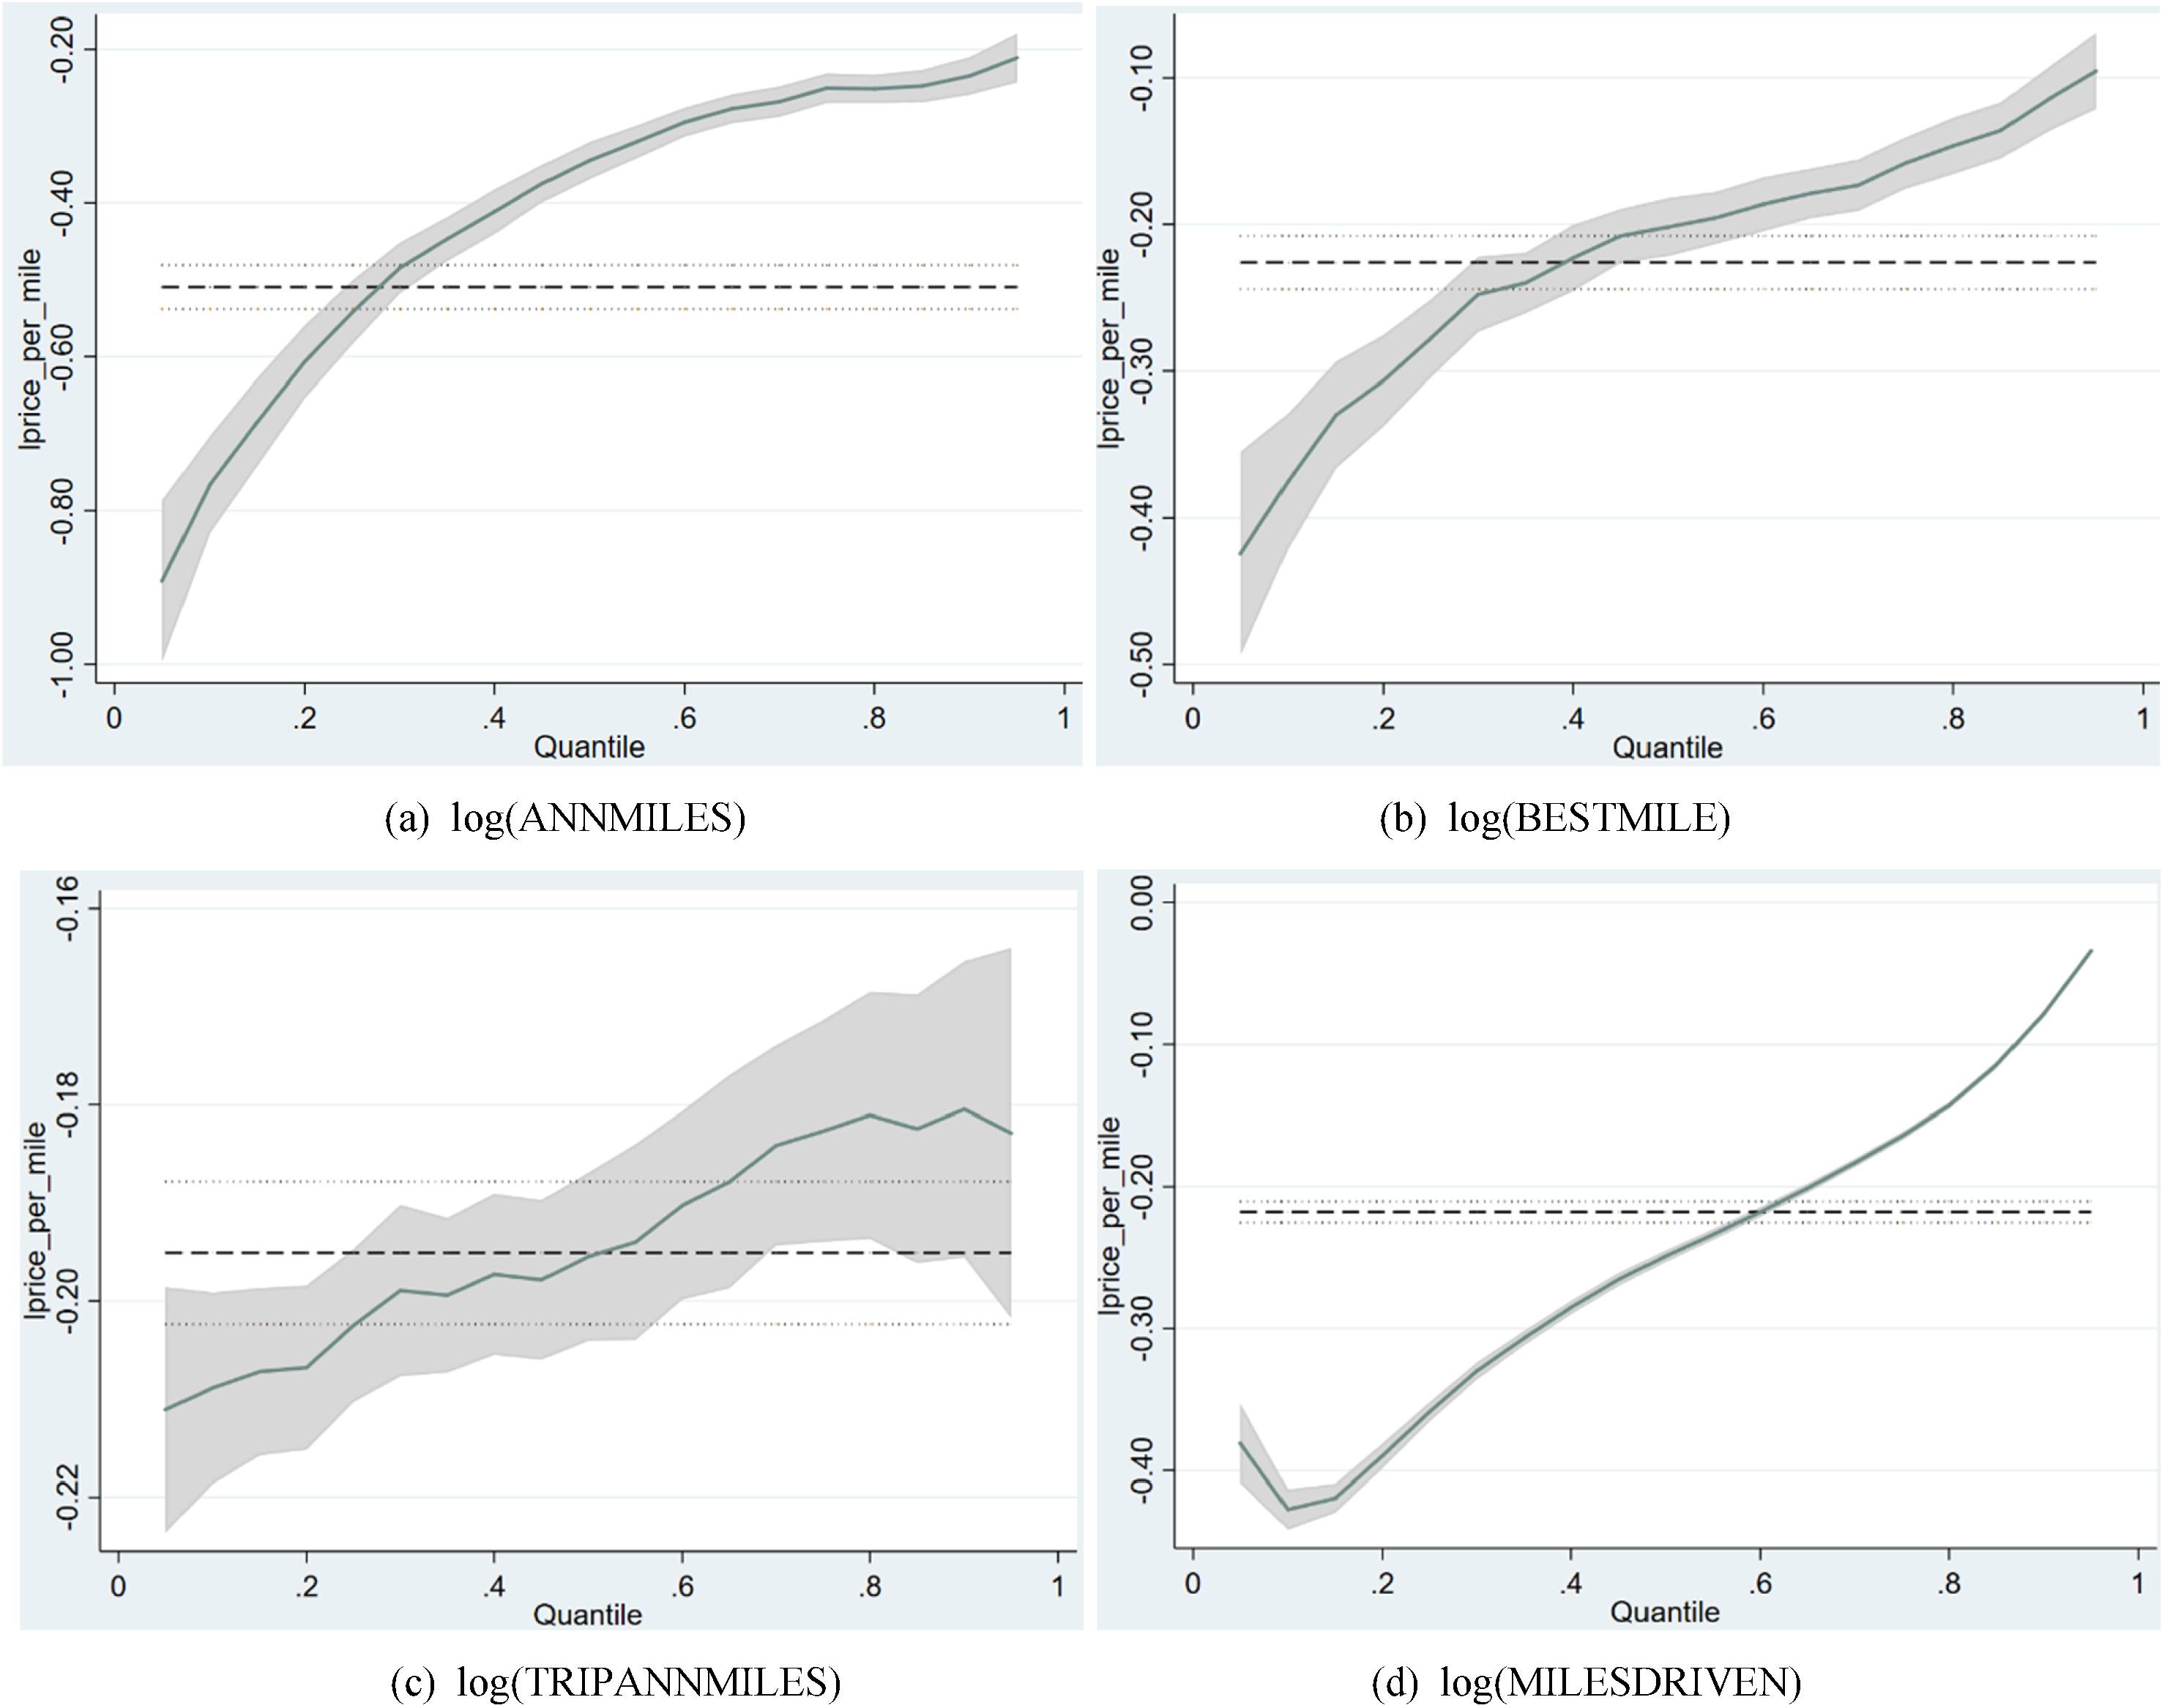 -0.20
-0.40
-0.60
-0.80
-1.00
lprice_per_mile
0 .2 .4 .6 .8 1
Quantile
(a) log(ANNMILES)
-0.10
-0.20
-0.30
-0.40
-0.50
lprice_per_mile
0 .2 .4 .6 .8 1
Quantile
(b) log(BESTMILE)
-0.16
-0.18
-0.20
-0.22
lprice_per_mile
0 .2 .4 .6 .8 1
Quantile
(c) log(TRIPANNMILES)
0.00
-0.10
-0.20
-0.30
-0.40
lprice_per_mile
0 .2 .4 .6 .8 1
Quantile
(d) log(MILESDRIVEN)